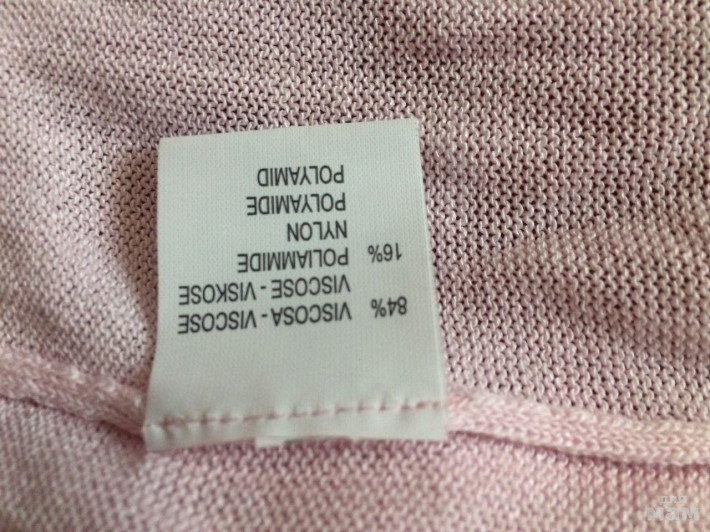 84% VISCOSA - VISCOSE
VISCOSE - VISKOSE
16% POLIAMMIDE
NYLON
POLYAMIDE
POLYAMID